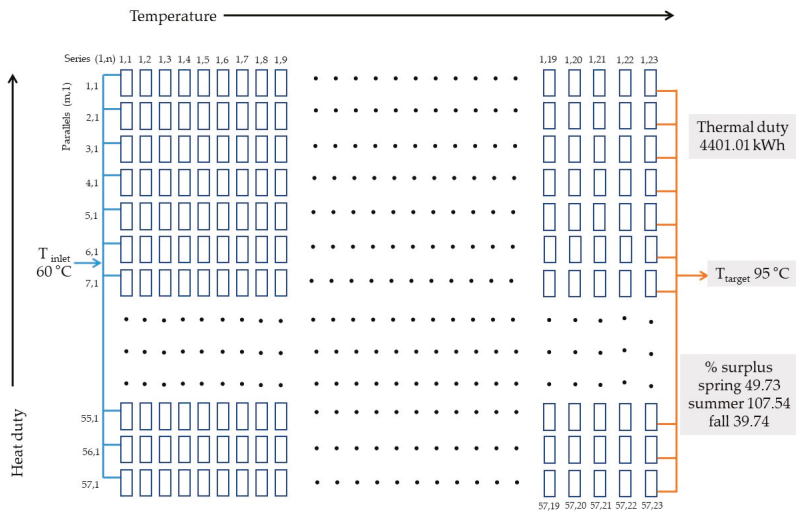 Temperature
Series (1,n) 1,1 1,2 1,3 1,4 1,5 1,6 1,7 1,8 1,9 1,19 1,20 1,21 1,22 1,23
Parallels (m,1)
1,1
2,1
3,1
4,1
5,1
6,1
7,1
55,1
56,1
57,1
Heat duty
T inlet
60 °C
Thermal duty
4401.01 kWh
T target 95 °C
% surplus
spring 49.73
summer 107.54
fall 39.74
57,19 57,20 57,21 57,22 57,23